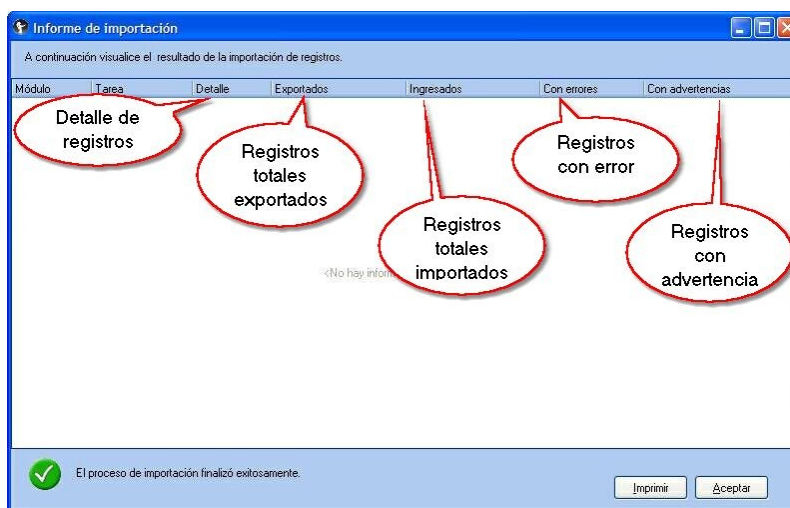 Informe de importación
A continuación visualice el resultado de la importación de registros.
Módulo Tarea Detalle Exportados Ingresados Con errores Con advertencias
Detalle de
registros
Registros
totales
exportados
Registros
totales
importados
Registros
con error
Registros
con
advertencia
<No hay
El proceso de importación finalizó exitosamente.
Imprimir Aceptar